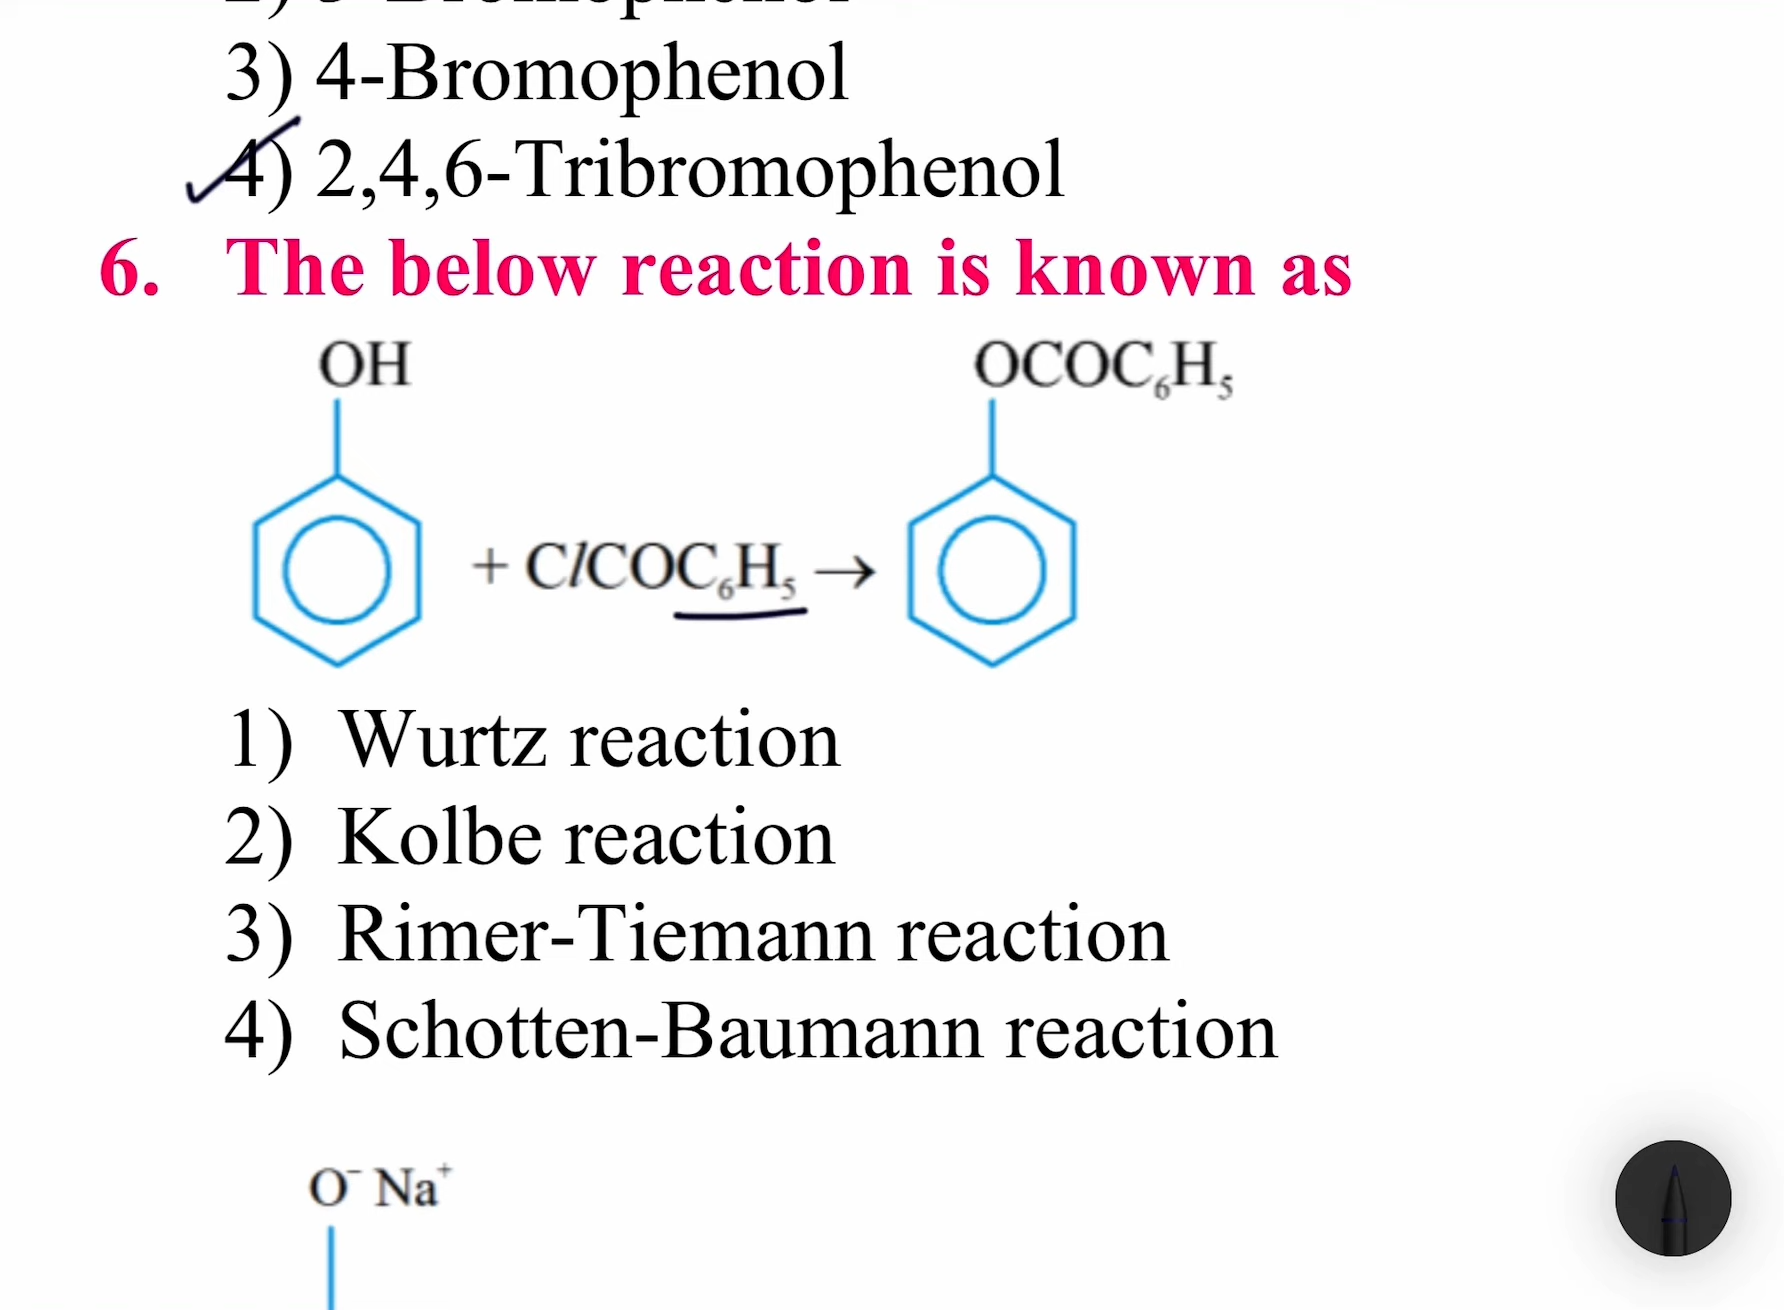 3) 4-Bromophenol
4) 2,4,6-Tribromophenol
6. The below reaction is known as
OH OCOC₆H₅
+ ClCOC₆H₅ →
1) Wurtz reaction
2) Kolbe reaction
3) Rimer-Tiemann reaction
4) Schotten-Baumann reaction
O⁻ Na⁺